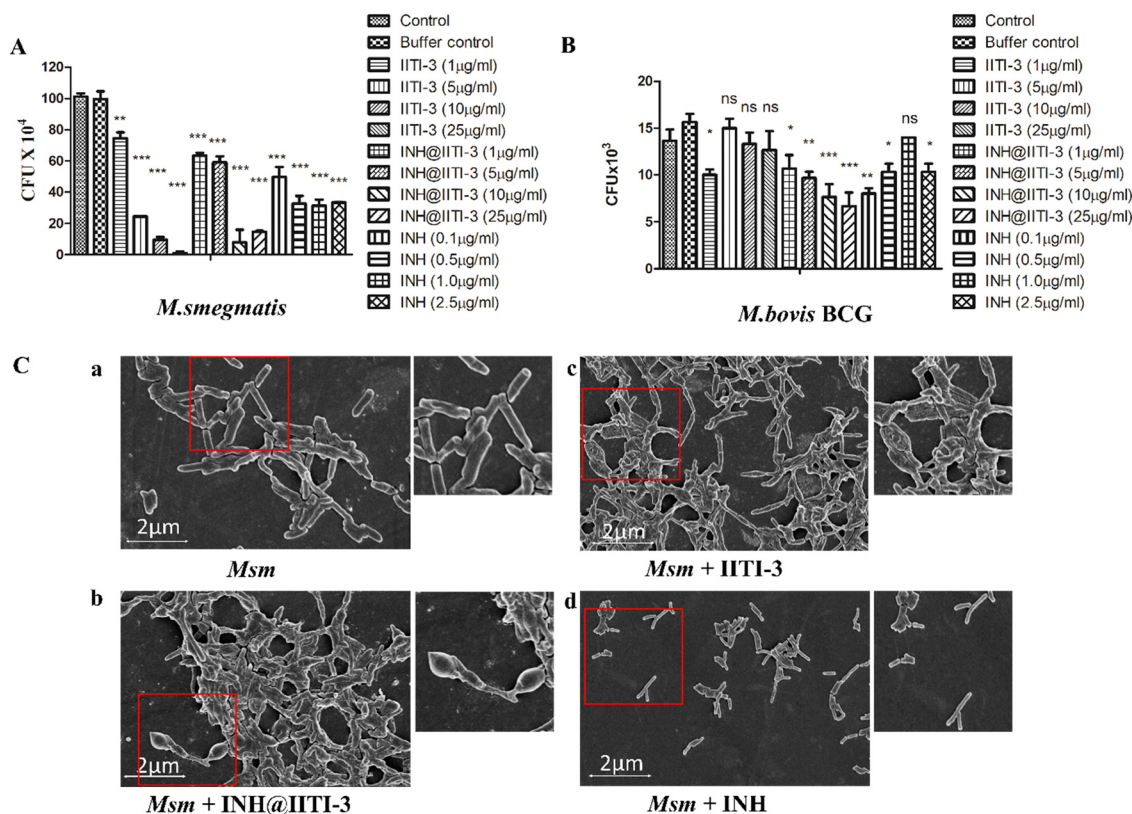 A
CFU X 10⁴
120
100
80
60
40
20
0
**
***
***
***
***
***
***
***
***
***
***
***
M.smegmatis
Control
Buffer control
IITI-3 (1µg/ml)
IITI-3 (5µg/ml)
IITI-3 (10µg/ml)
IITI-3 (25µg/ml)
INH@IITI-3 (1µg/ml)
INH@IITI-3 (5µg/ml)
INH@IITI-3 (10µg/ml)
INH@IITI-3 (25µg/ml)
INH (0.1µg/ml)
INH (0.5µg/ml)
INH (1.0µg/ml)
INH (2.5µg/ml)
B
CFUx10³
20
15
10
5
0
*
ns
ns
ns
*
**
***
***
**
*
ns
*
M.bovis BCG
Control
Buffer control
IITI-3 (1µg/ml)
IITI-3 (5µg/ml)
IITI-3 (10µg/ml)
IITI-3 (25µg/ml)
INH@IITI-3 (1µg/ml)
INH@IITI-3 (5µg/ml)
INH@IITI-3 (10µg/ml)
INH@IITI-3 (25µg/ml)
INH (0.1µg/ml)
INH (0.5µg/ml)
INH (1.0µg/ml)
INH (2.5µg/ml)
C
a
2µm
Msm
c
2µm
Msm + IITI-3
b
2µm
Msm + INH@IITI-3
d
2µm
Msm + INH